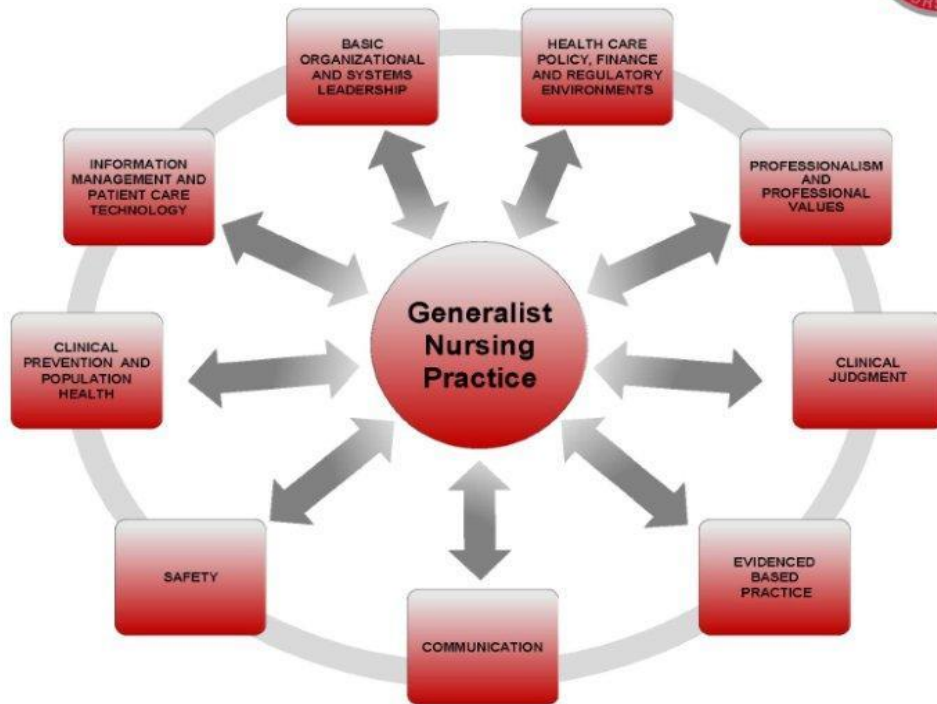 BASIC
ORGANIZATIONAL
AND SYSTEMS
LEADERSHIP
HEALTH CARE
POLICY, FINANCE
AND REGULATORY
ENVIRONMENTS
INFORMATION
MANAGEMENT AND
PATIENT CARE
TECHNOLOGY
PROFESSIONALISM
AND
PROFESSIONAL
VALUES
Generalist
Nursing
Practice
CLINICAL
PREVENTION AND
POPULATION
HEALTH
CLINICAL
JUDGMENT
SAFETY
EVIDENCED
BASED
PRACTICE
COMMUNICATION